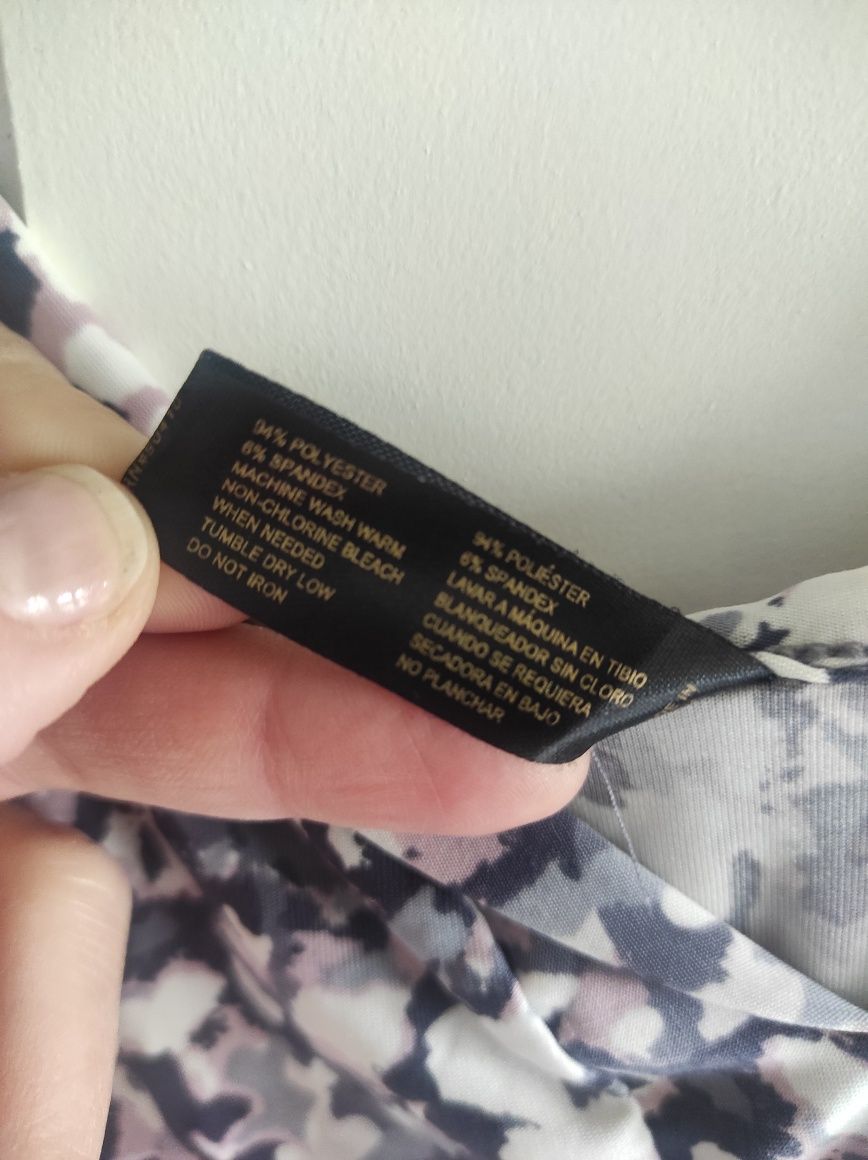 94% POLYESTER
6% SPANDEX
MACHINE WASH WARM
NON-CHLORINE BLEACH
WHEN NEEDED
TUMBLE DRY LOW
DO NOT IRON
94% POLIÉSTER
6% SPANDEX
LAVAR A MÁQUINA EN TIBIO
BLANQUEADOR SIN CLORO
CUANDO SE REQUIERA
SECADORA EN BAJO
NO PLANCHAR